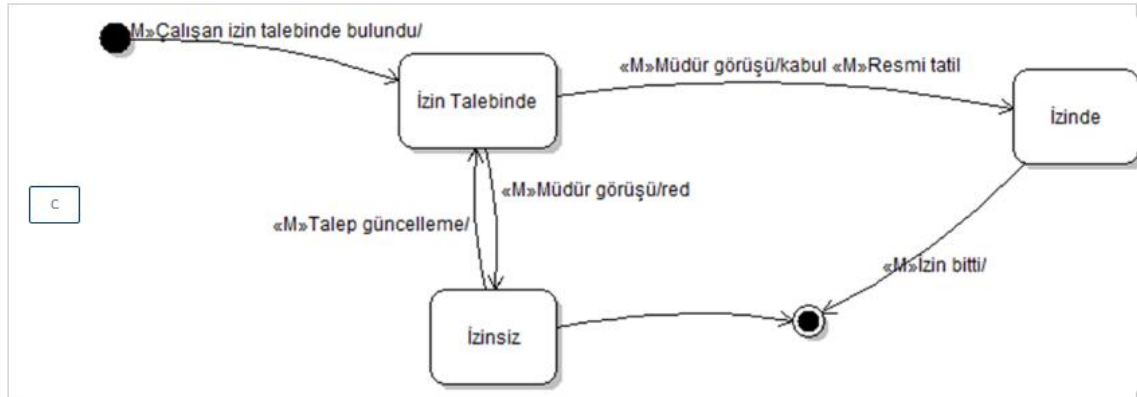 M»Çalışan izin talebinde bulundu/
«M»Müdür görüşü/kabul «M»Resmi tatil
İzin Talebinde
İzinde
«M»Müdür görüşü/red
C
«M»Talep güncelleme/
«M»İzin bitti/
İzinsiz